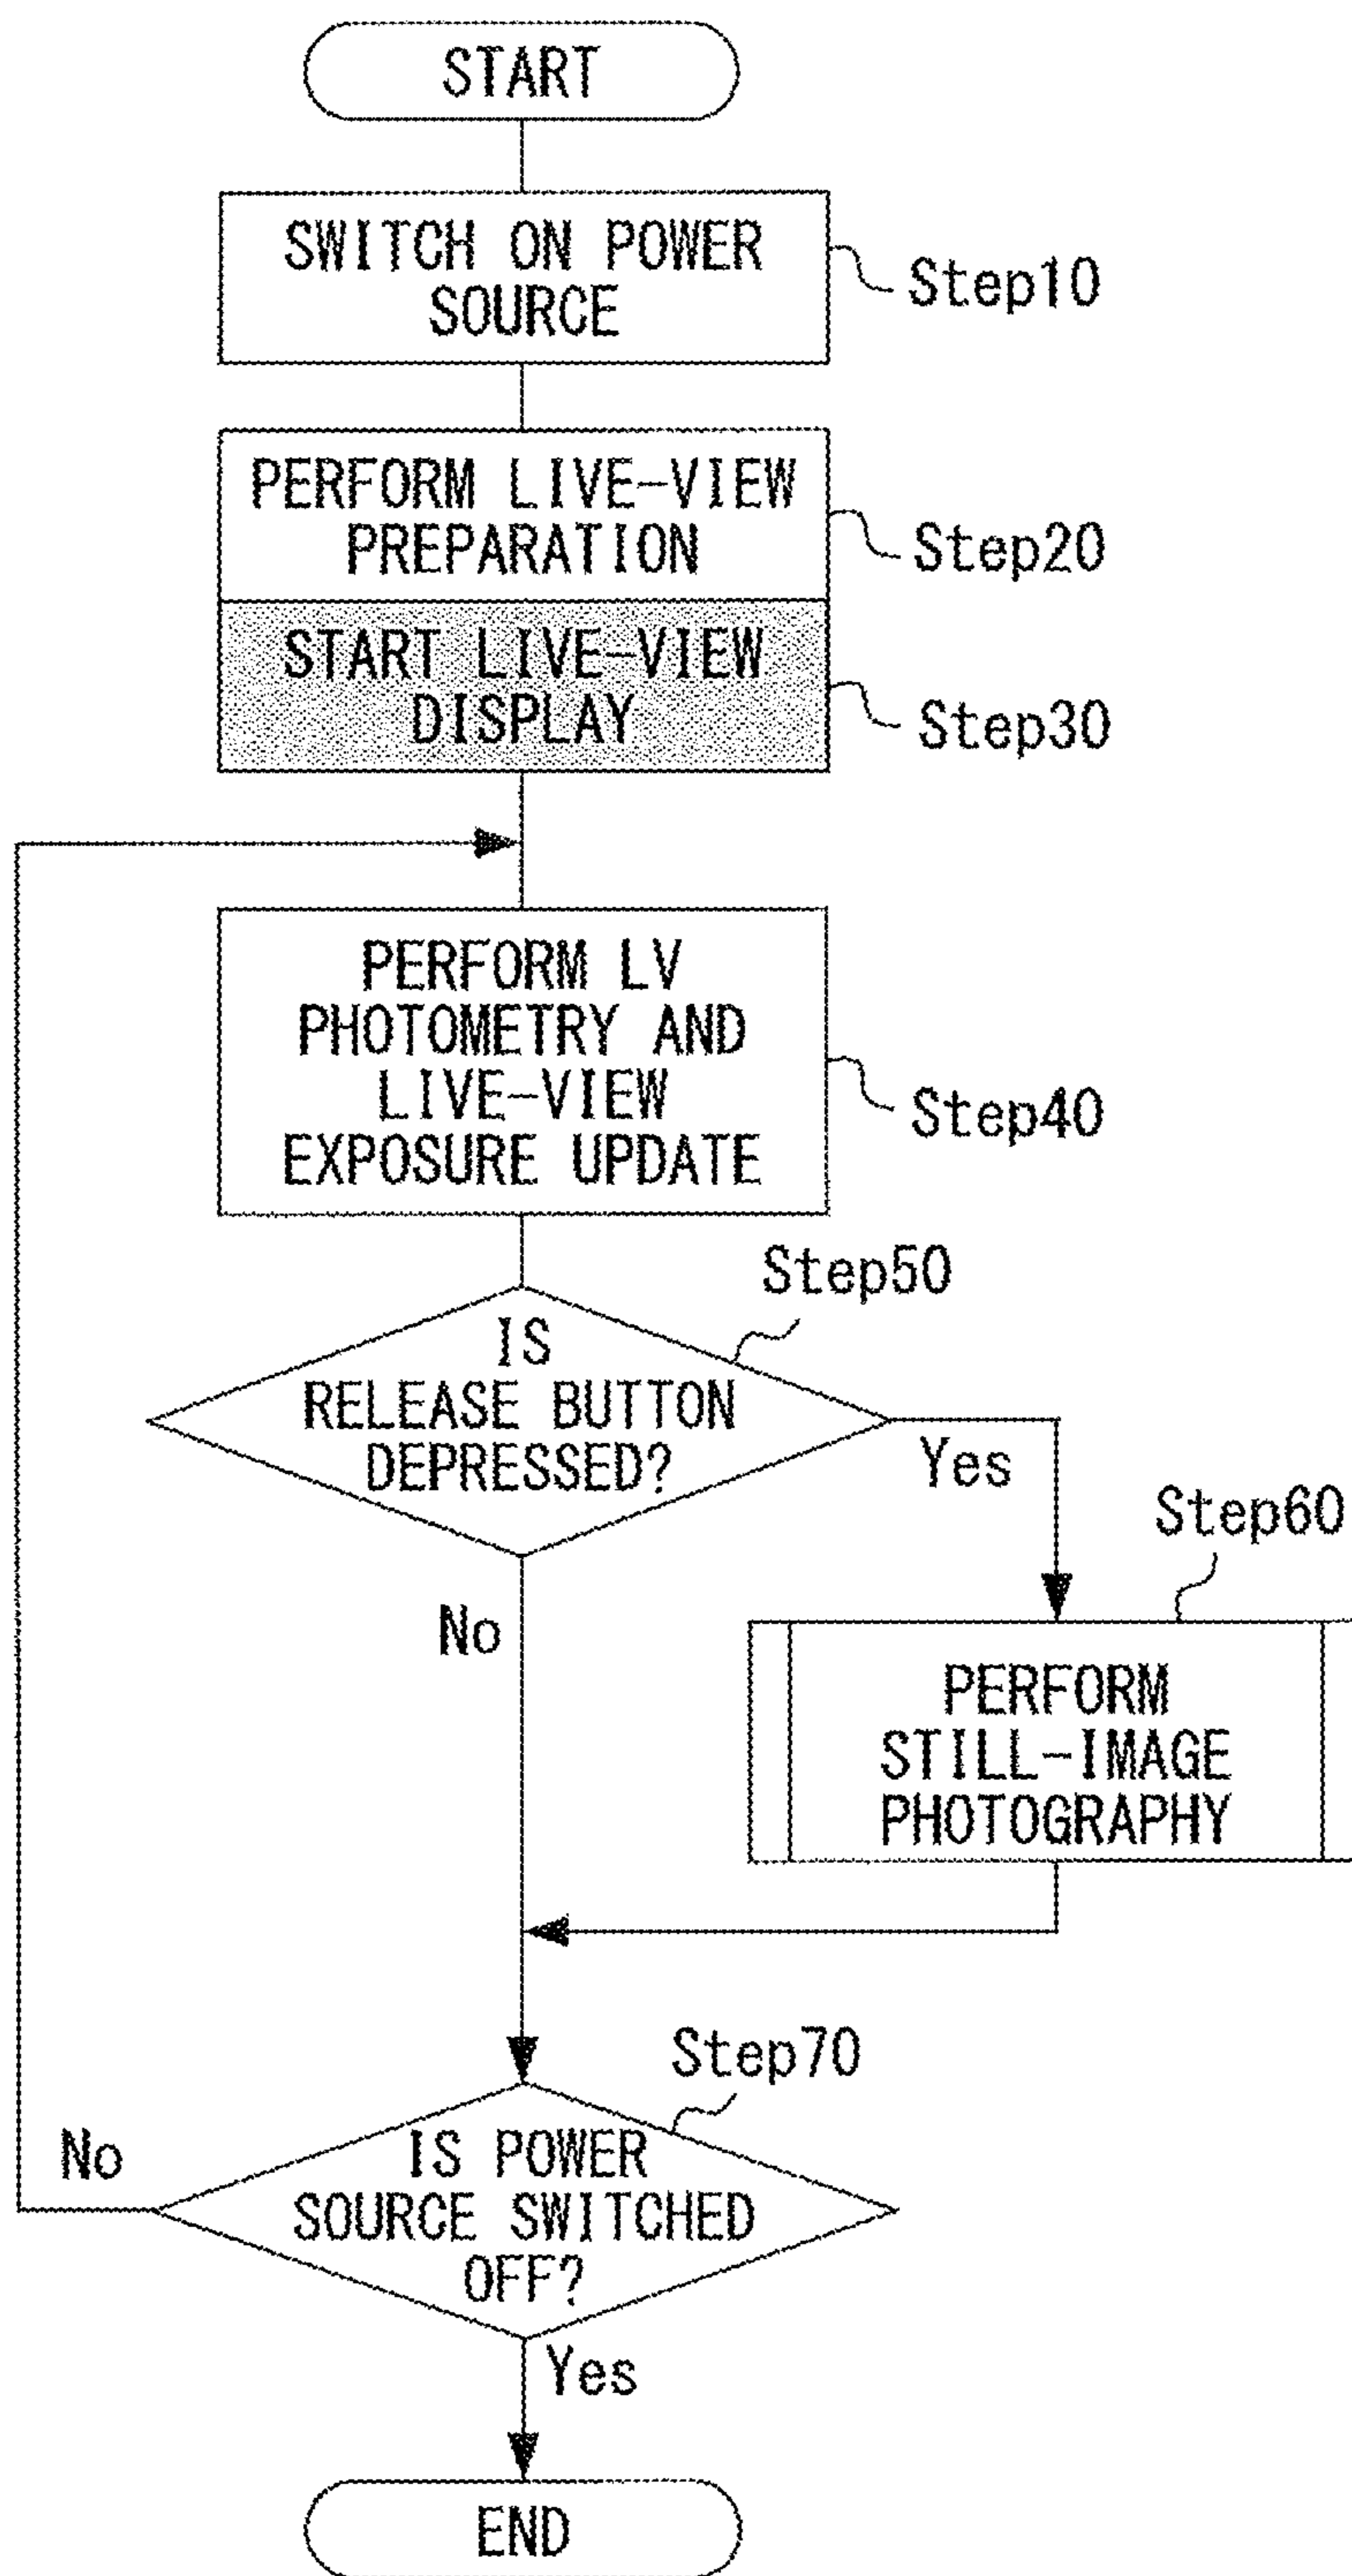 START
SWITCH ON POWER
SOURCE
Step10
PERFORM LIVE-VIEW
PREPARATION
Step20
START LIVE-VIEW
DISPLAY
Step30
PERFORM LV
PHOTOMETRY AND
LIVE-VIEW
EXPOSURE UPDATE
Step40
Step50
IS
RELEASE BUTTON
DEPRESSED?
Yes
No
Step60
PERFORM
STILL-IMAGE
PHOTOGRAPHY
Step70
IS POWER
SOURCE SWITCHED
OFF?
No
Yes
END